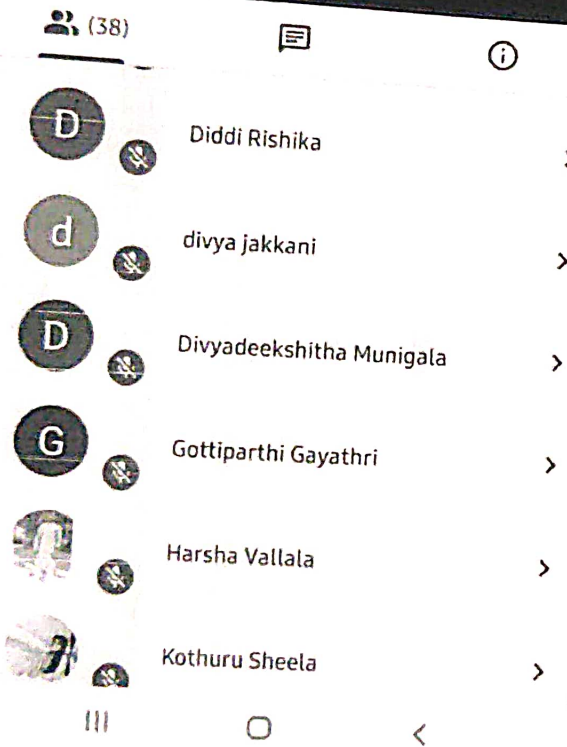 (38)
D
Diddi Rishika
d
divya jakkani
D
Divyadeekshitha Munigala
G
Gottiparthi Gayathri
Harsha Vallala
Kothuru Sheela